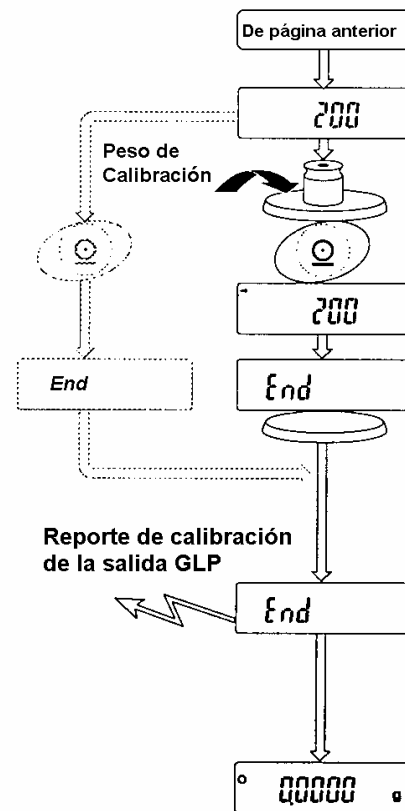 De página anterior
200
Peso de
Calibración
200
End
End
Reporte de calibración
de la salida GLP
End
0.0000 g